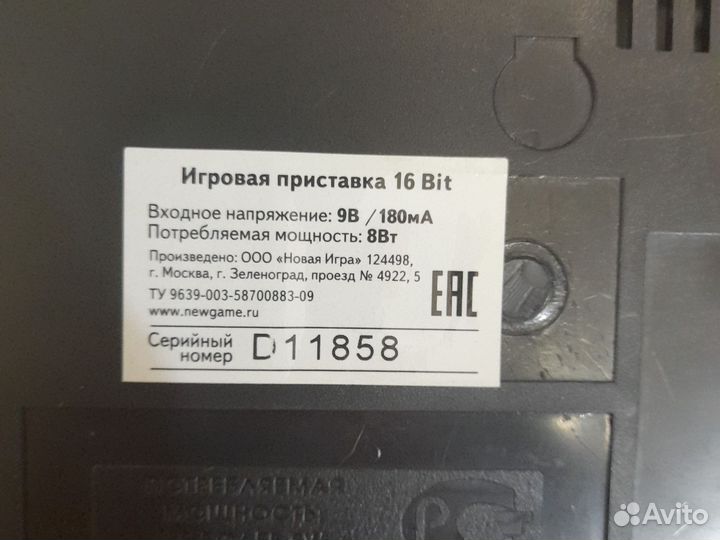 Игровая приставка 16 Bit
Входное напряжение: 9В / 180мА
Потребляемая мощность: 8Вт
Произведено: ООО «Новая Игра» 124498,
г. Москва, г. Зеленоград, проезд № 4922, 5
ТУ 9639-003-58700883-09
www.newgame.ru
EAC
Серийный
номер D11858
МОЩНОСТЬ
Avito